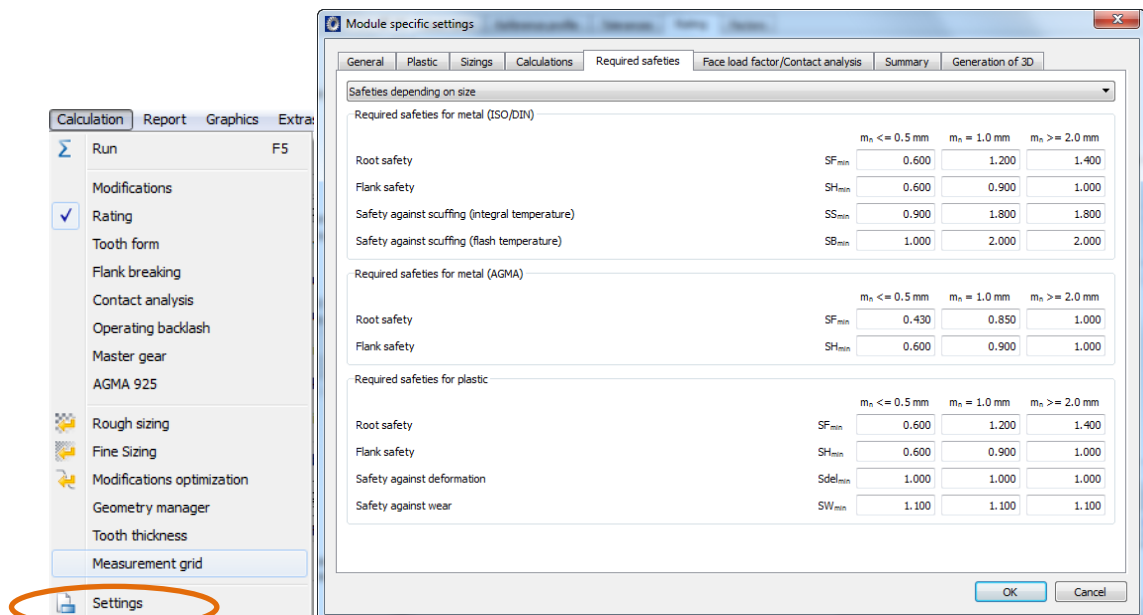 Module specific settings
General Plastic Sizings Calculations Required safeties Face load factor/Contact analysis Summary Generation of 3D
Safeties depending on size
Required safeties for metal (ISO/DIN)
mₙ <= 0.5 mm mₙ = 1.0 mm mₙ >= 2.0 mm
Root safety SFₘᵢₙ 0.600 1.200 1.400
Flank safety SHₘᵢₙ 0.600 0.900 1.000
Safety against scuffing (integral temperature) SSₘᵢₙ 0.900 1.800 1.800
Safety against scuffing (flash temperature) SBₘᵢₙ 1.000 2.000 2.000
Required safeties for metal (AGMA)
mₙ <= 0.5 mm mₙ = 1.0 mm mₙ >= 2.0 mm
Root safety SFₘᵢₙ 0.430 0.850 1.000
Flank safety SHₘᵢₙ 0.600 0.900 1.000
Required safeties for plastic
mₙ <= 0.5 mm mₙ = 1.0 mm mₙ >= 2.0 mm
Root safety SFₘᵢₙ 0.600 1.200 1.400
Flank safety SHₘᵢₙ 0.600 0.900 1.000
Safety against deformation Sdelₘᵢₙ 1.000 1.000 1.000
Safety against wear SWₘᵢₙ 1.100 1.100 1.100
OK Cancel
Calculation Report Graphics Extra
Run F5
Modifications
Rating
Tooth form
Flank breaking
Contact analysis
Operating backlash
Master gear
AGMA 925
Rough sizing
Fine Sizing
Modifications optimization
Geometry manager
Tooth thickness
Measurement grid
Settings